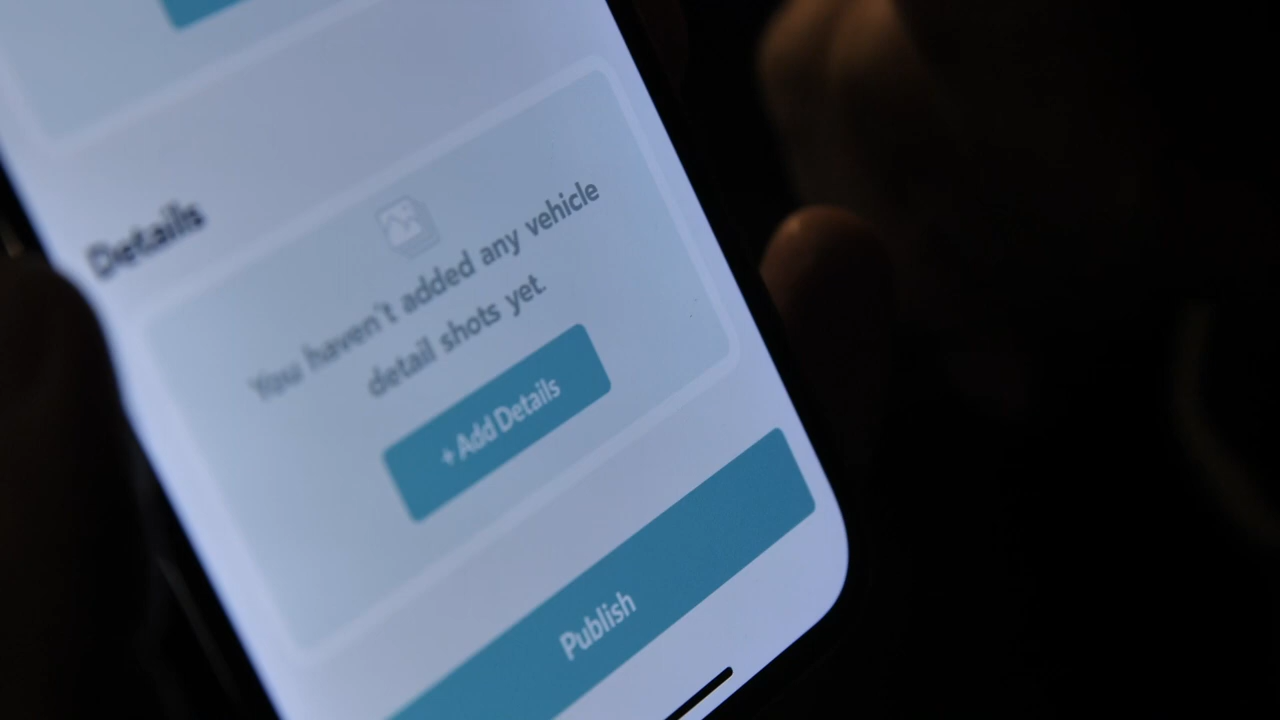 Details
You haven't added any vehicle
detail shots yet.
+ Add Details
Publish